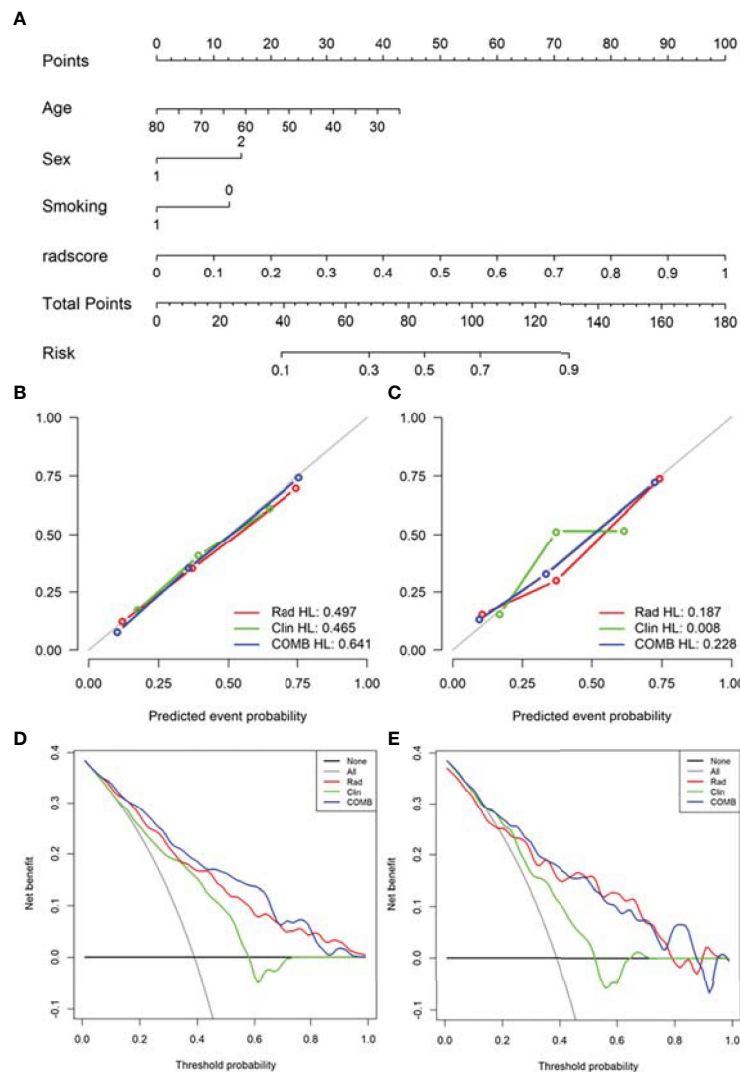 A
Points
0 10 20 30 40 50 60 70 80 90 100
Age
80 70 60 50 40 30
Sex
2
1
Smoking
0
1
radscore
0 0.1 0.2 0.3 0.4 0.5 0.6 0.7 0.8 0.9 1
Total Points
0 20 40 60 80 100 120 140 160 180
Risk
0.1 0.3 0.5 0.7 0.9
B
1.00
0.75
0.50
0.25
0.00
Rad HL: 0.497
Clin HL: 0.465
COMB HL: 0.641
0.00 0.25 0.50 0.75 1.00
Predicted event probability
C
1.00
0.75
0.50
0.25
0.00
Rad HL: 0.187
Clin HL: 0.008
COMB HL: 0.228
0.00 0.25 0.50 0.75 1.00
Predicted event probability
D
Net benefit
0.4
0.3
0.2
0.1
0.0
-0.1
None
All
Rad
Clin
COMB
0.0 0.2 0.4 0.6 0.8 1.0
Threshold probability
E
Net benefit
0.4
0.3
0.2
0.1
0.0
-0.1
None
All
Rad
Clin
COMB
0.0 0.2 0.4 0.6 0.8 1.0
Threshold probability